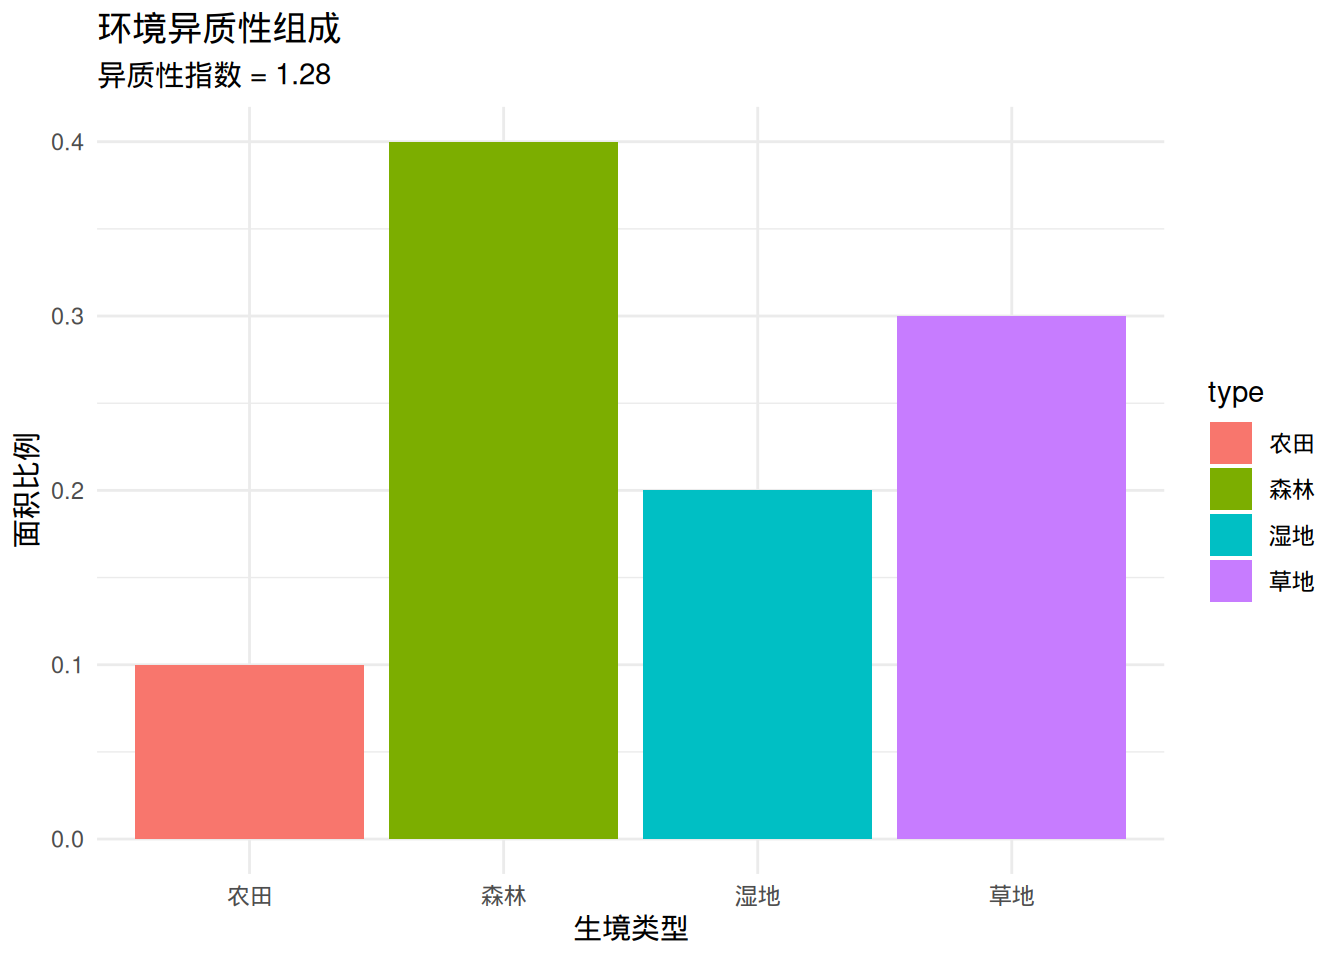 环境异质性组成
异质性指数 = 1.28
面积比例
0.4
0.3
0.2
0.1
0.0
农田 森林 湿地 草地
生境类型
type
农田
森林
湿地
草地